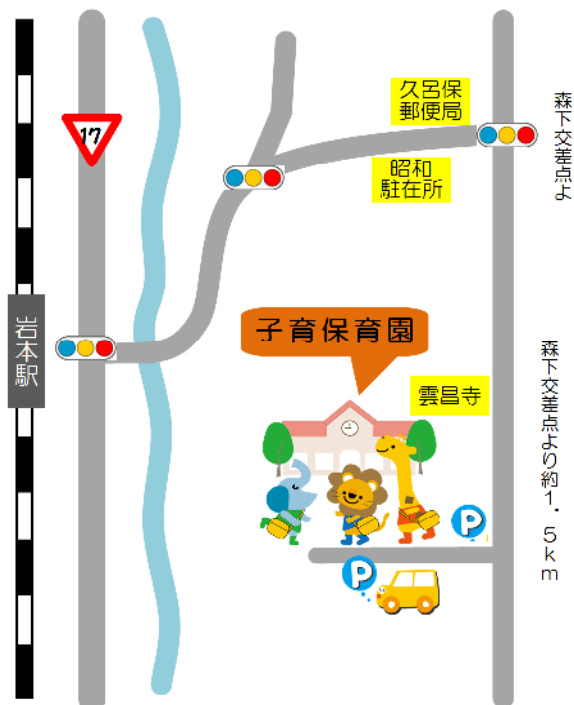 17
久呂保
郵便局
昭和
駐在所
森下交差点よ
岩本駅
子育保育園
雲昌寺
森下交差点より約1．5km
P
P